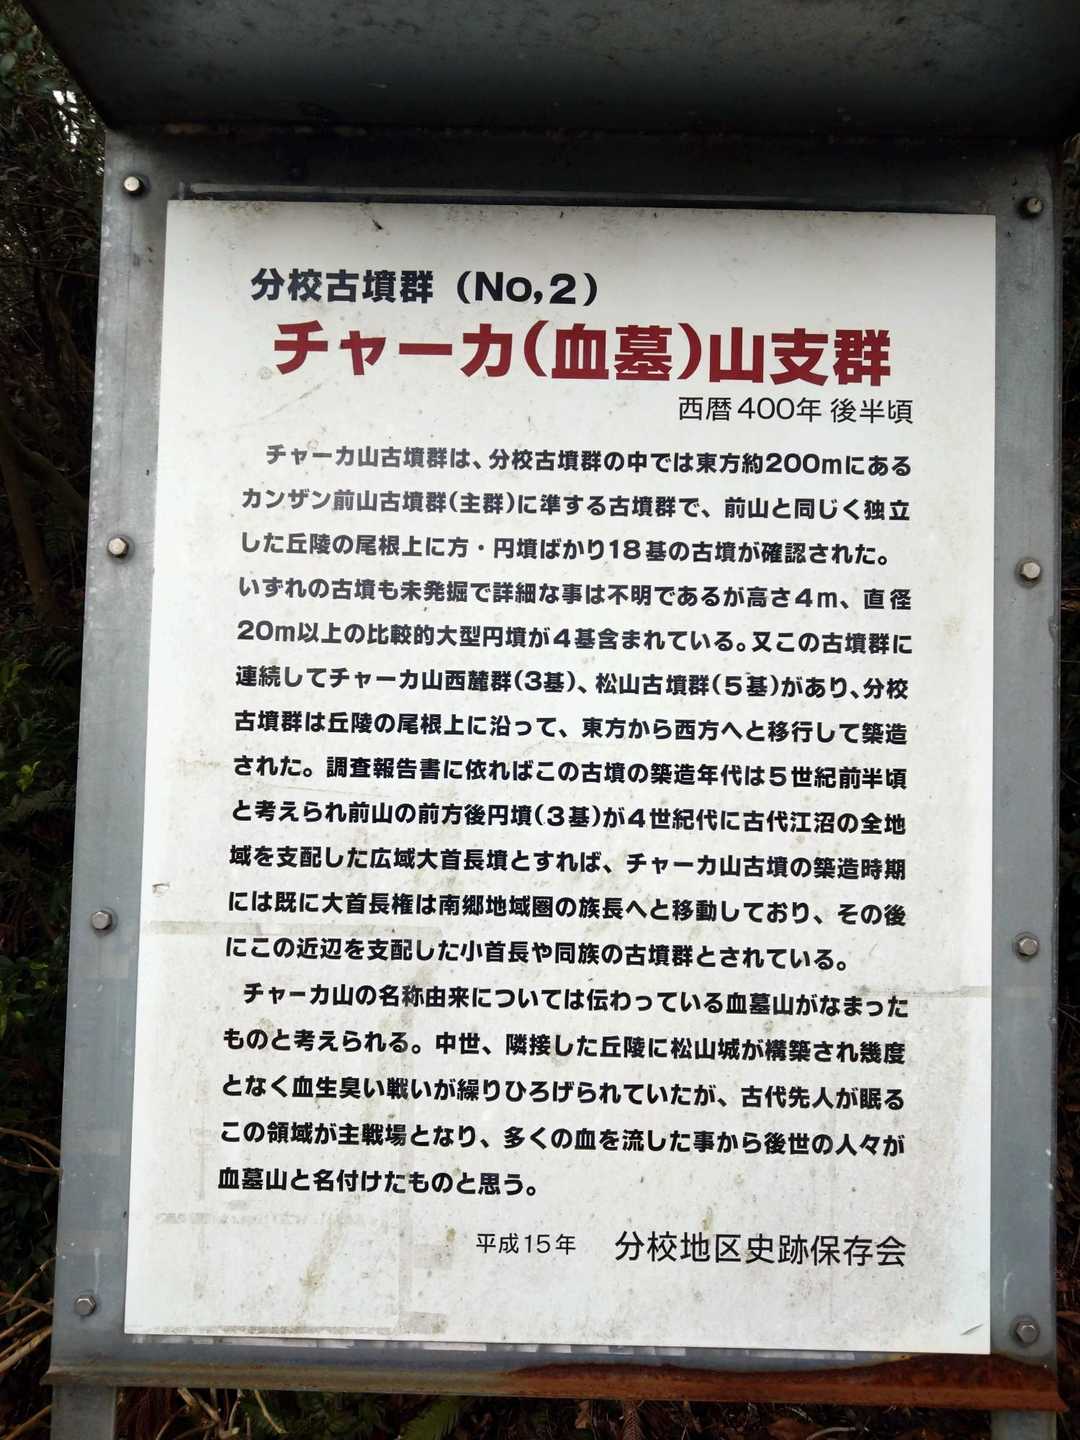 分校古墳群（No,2）
チャーカ(血墓)山支群
西暦400年 後半頃
チャーカ山古墳群は、分校古墳群の中では東方約200mにある
カンザン前山古墳群(主群)に準する古墳群で、前山と同じく独立
した丘陵の尾根上に方・円墳ばかり18基の古墳が確認された。
いずれの古墳も未発掘で詳細な事は不明であるが高さ4m、直径
20m以上の比較的大型円墳が4基含まれている。又この古墳群に
連続してチャーカ山西麓群(3基)、松山古墳群(5基)があり、分校
古墳群は丘陵の尾根上に沿って、東方から西方へと移行して築造
された。調査報告書に依ればこの古墳の築造年代は5世紀前半頃
と考えられ前山の前方後円墳(3基)が4世紀代に古代江沼の全地
域を支配した広域大首長墳とすれば、チャーカ山古墳の築造時期
には既に大首長権は南郷地域圏の族長へと移動しており、その後
にこの近辺を支配した小首長や同族の古墳群とされている。
チャーカ山の名称由来については伝わっている血墓山がなまった
ものと考えられる。中世、隣接した丘陵に松山城が構築され幾度
となく血生臭い戦いが繰りひろげられていたが、古代先人が眠る
この領域が主戦場となり、多くの血を流した事から後世の人々が
血墓山と名付けたものと思う。
平成15年 分校地区史跡保存会